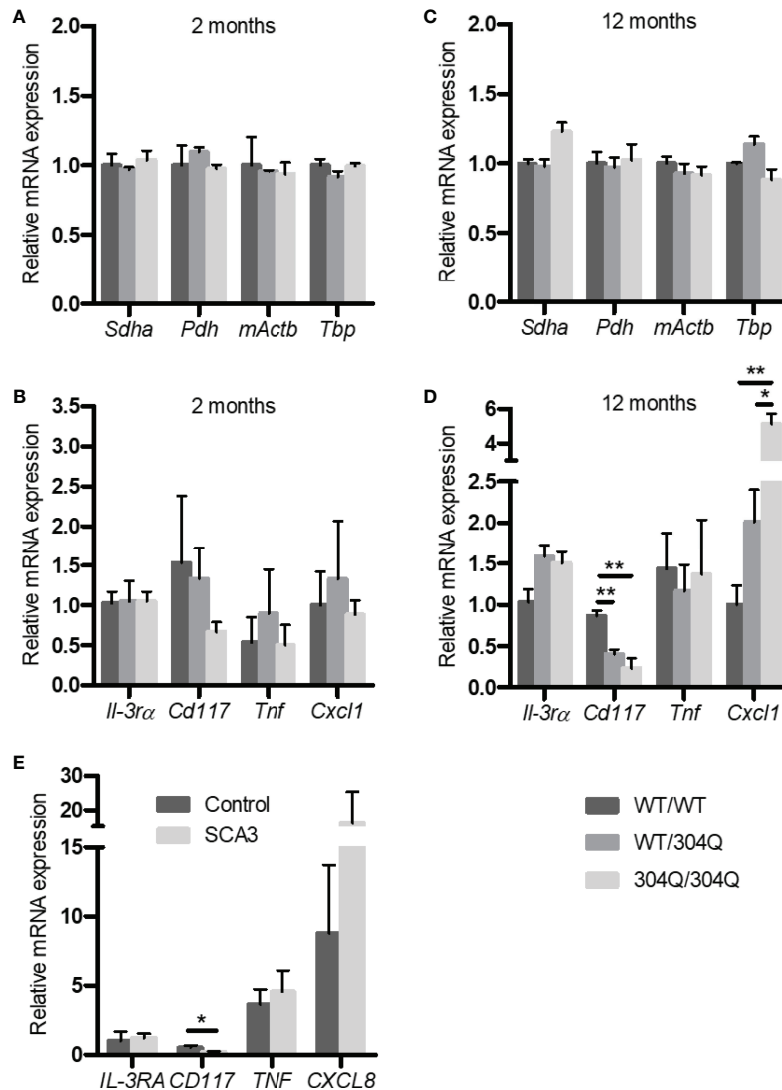 A
2 months
Relative mRNA expression
2.0
1.5
1.0
0.5
0.0
Sdha Pdh mActb Tbp
C
12 months
Relative mRNA expression
2.0
1.5
1.0
0.5
0.0
Sdha Pdh mActb Tbp
B
2 months
Relative mRNA expression
3.5
3.0
2.5
2.0
1.5
1.0
0.5
0.0
Il-3rα Cd117 Tnf Cxcl1
D
12 months
Relative mRNA expression
6
4
2.5
2.0
1.5
1.0
0.5
0.0
**
**
**
*
Il-3rα Cd117 Tnf Cxcl1
E
Relative mRNA expression
30
20
10
15
10
5
0
Control
SCA3
*
IL-3RA CD117 TNF CXCL8
WT/WT
WT/304Q
304Q/304Q